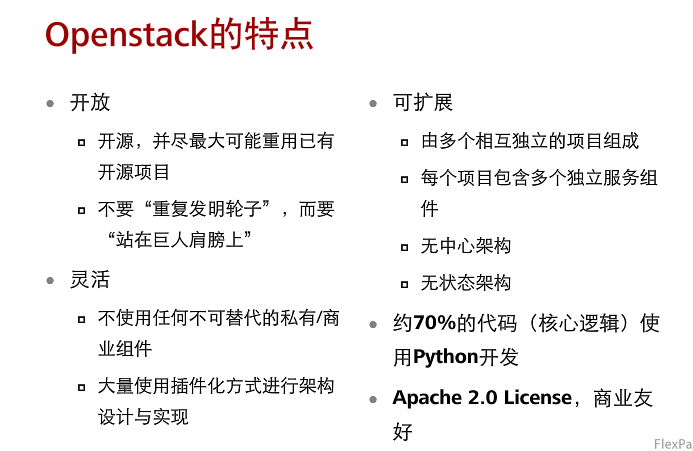 Openstack的特点
开放
开源，并尽最大可能重用已有
开源项目
不要“重复发明轮子”，而要
“站在巨人肩膀上”
灵活
不使用任何不可替代的私有/商
业组件
大量使用插件化方式进行架构
设计与实现
可扩展
由多个相互独立的项目组成
每个项目包含多个独立服务组
件
无中心架构
无状态架构
约70%的代码（核心逻辑）使
用Python开发
Apache 2.0 License，商业友
好
FlexPa